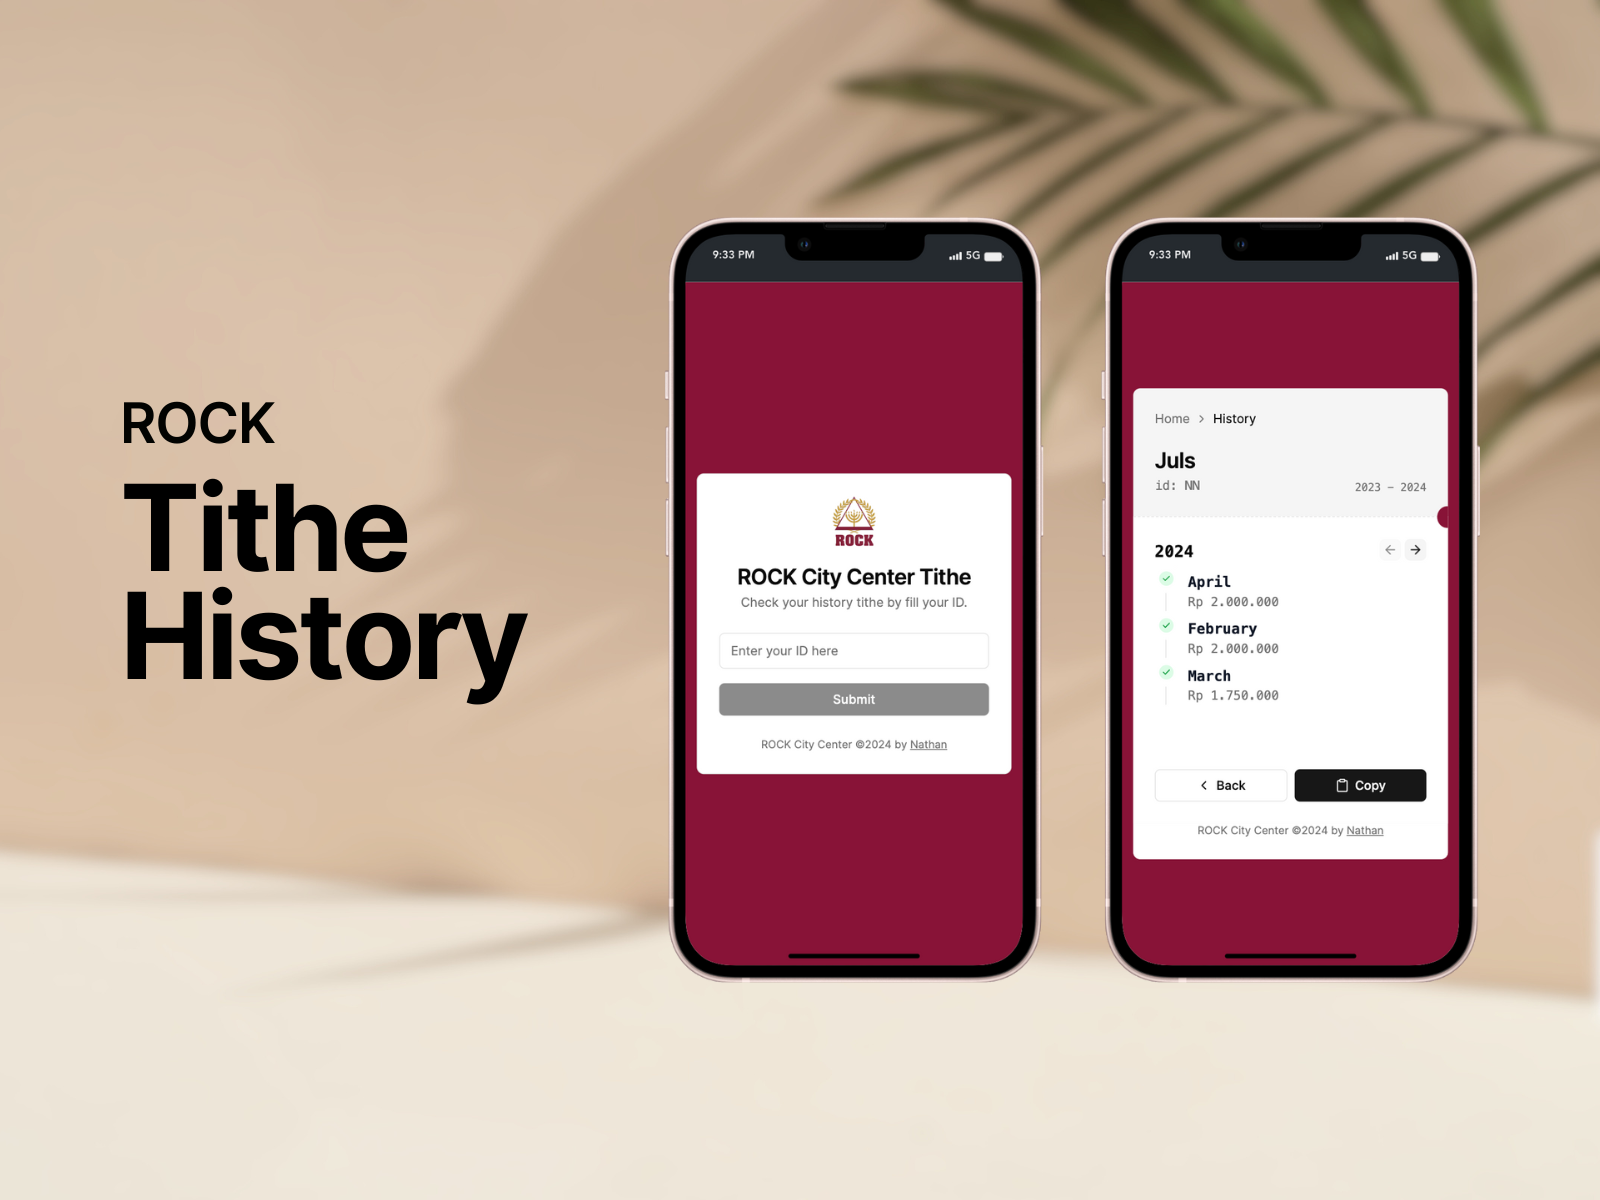 ROCK
Tithe
History
9:33 PM
5G
ROCK
ROCK City Center Tithe
Check your history tithe by fill your ID.
Enter your ID here
Submit
ROCK City Center ©2024 by Nathan
9:33 PM
5G
Home > History
Juls
id: NN
2023 – 2024
2024
April
Rp 2.000.000
February
Rp 2.000.000
March
Rp 1.750.000
Back
Copy
ROCK City Center ©2024 by Nathan